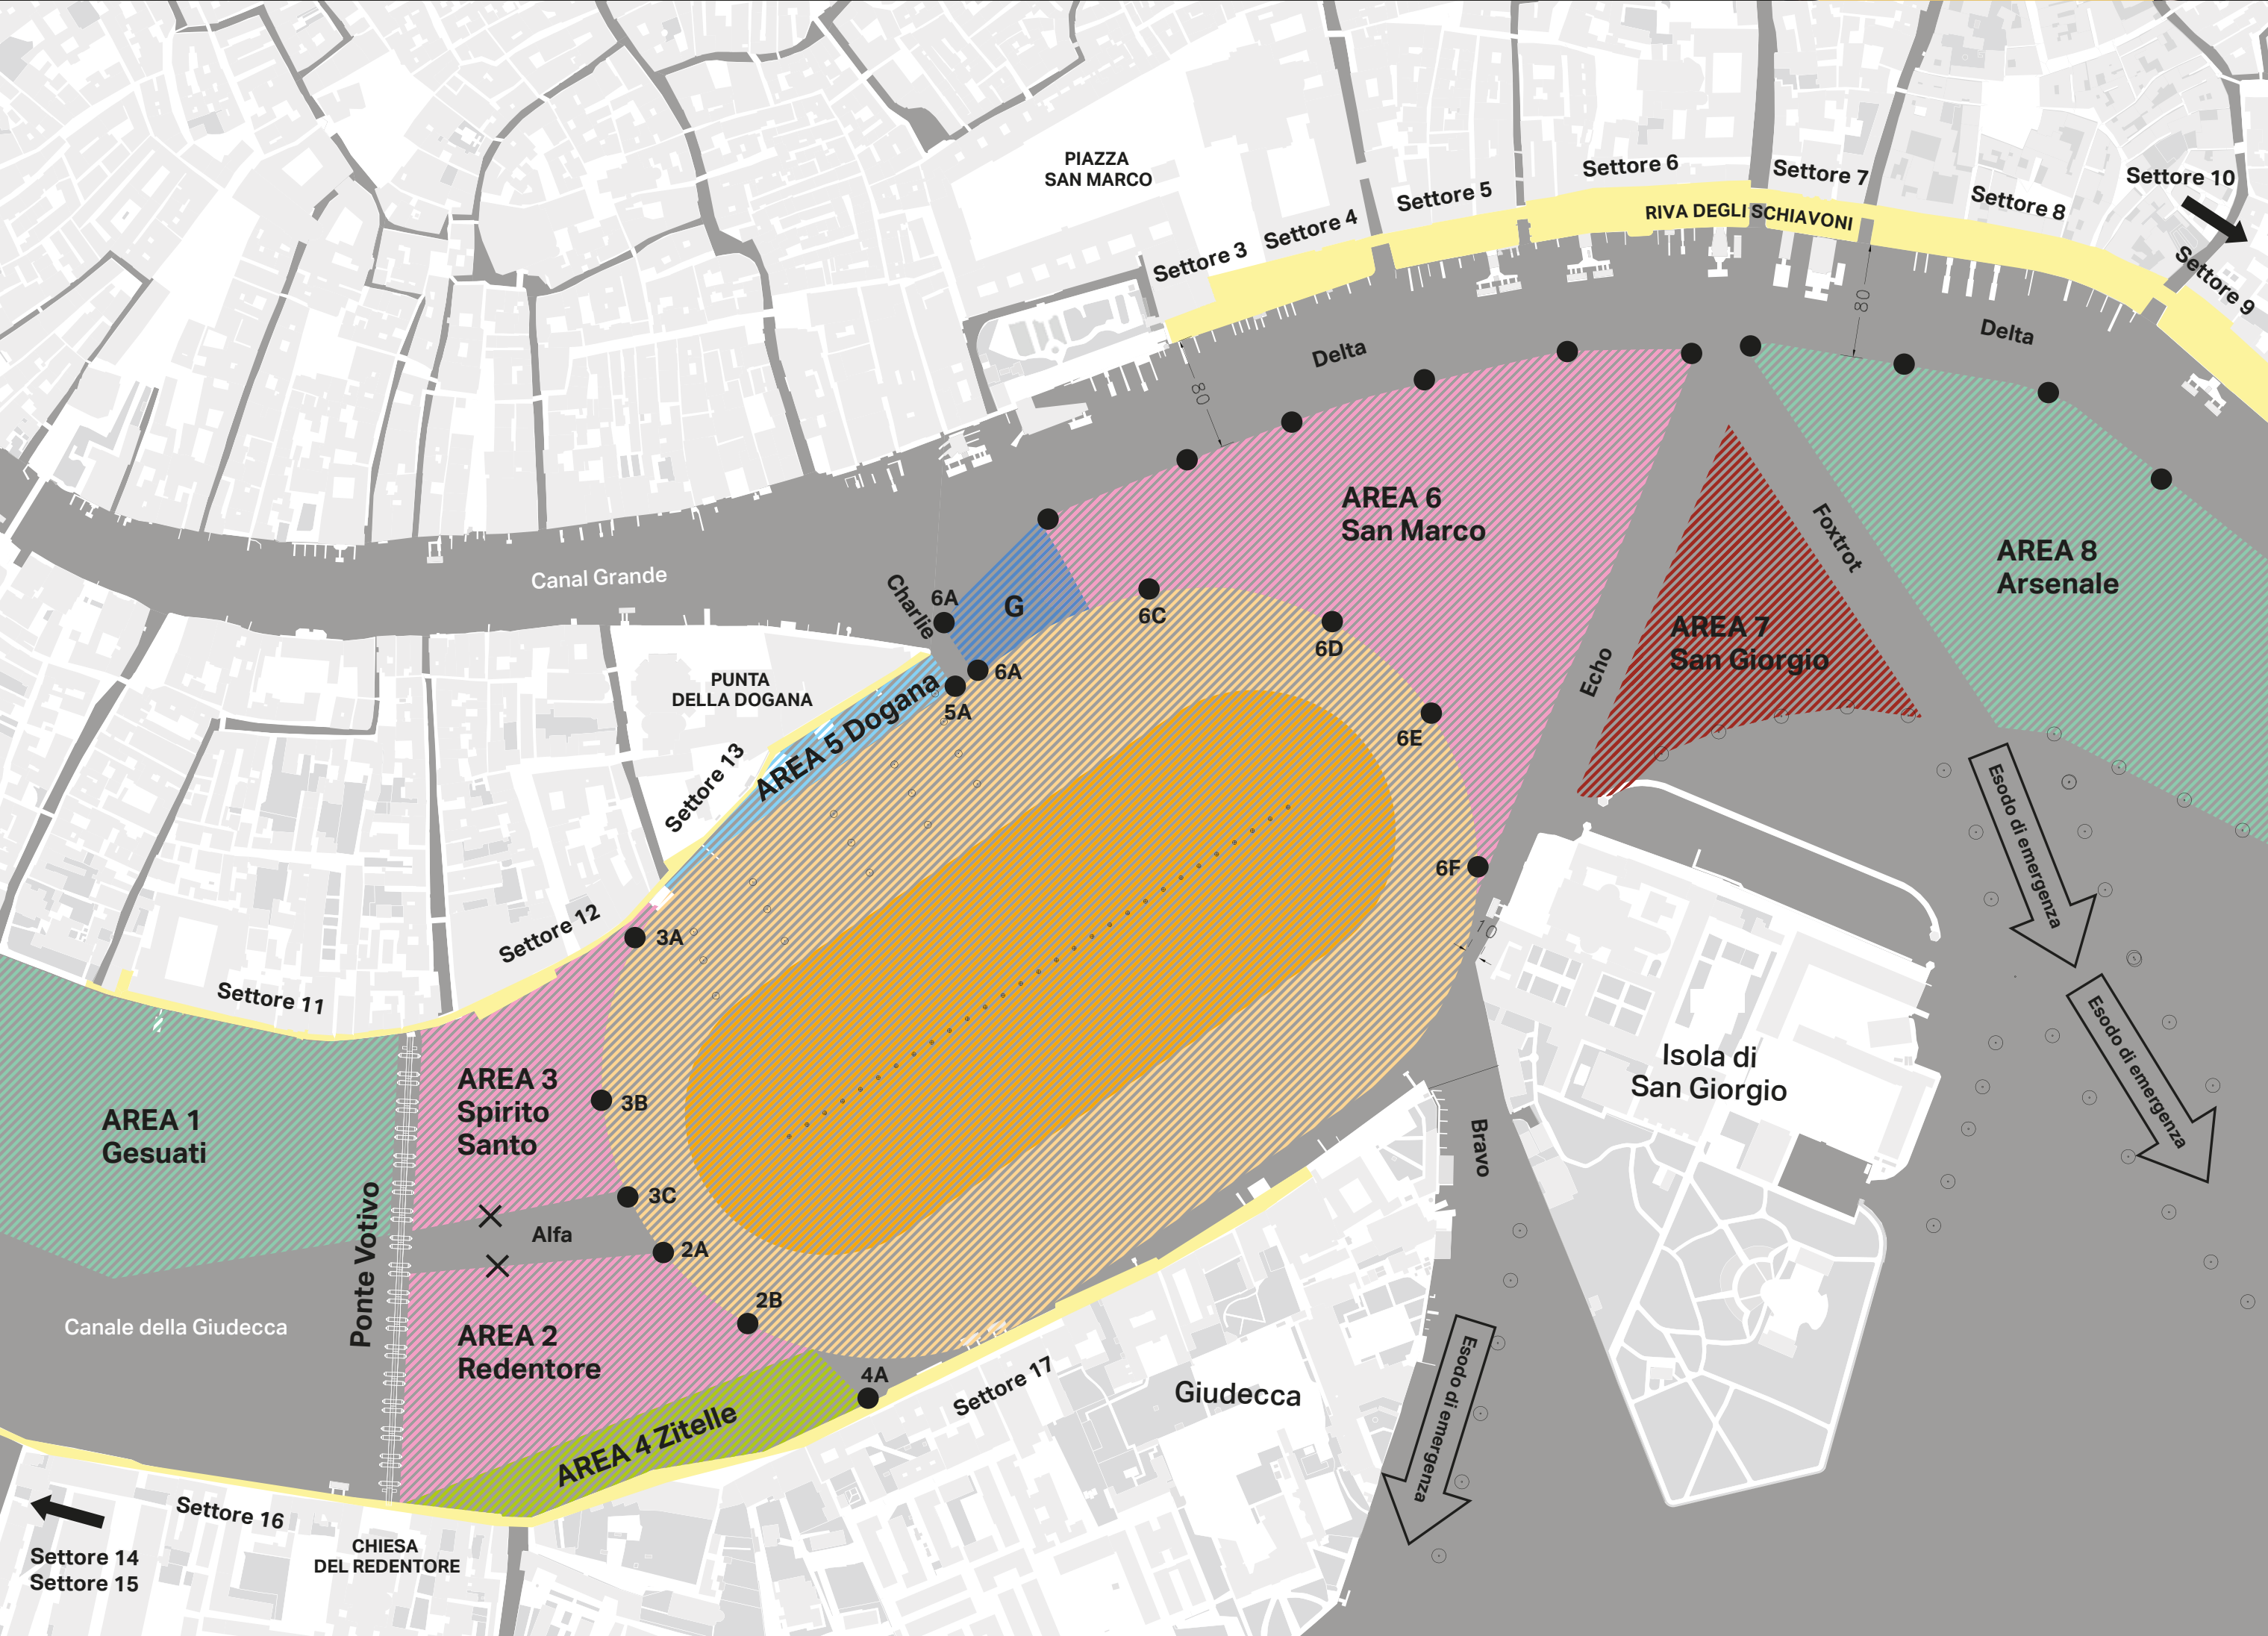 PIAZZA
SAN MARCO
Settore 3
Settore 4
Settore 5
Settore 6
Settore 7
Settore 8
Settore 10
Settore 9
RIVA DEGLI SCHIAVONI
Delta
Delta
80
80
AREA 6
San Marco
AREA 8
Arsenale
Foxtrot
AREA 7
San Giorgio
Echo
Canal Grande
Charlie
6A
G
6A
5A
6C
6D
6E
6F
10
PUNTA
DELLA DOGANA
AREA 5 Dogana
Settore 13
Settore 12
Settore 11
3A
3B
3C
AREA 3
Spirito
Santo
AREA 1
Gesuati
Alfa
2A
2B
Ponte Votivo
Canale della Giudecca
AREA 2
Redentore
4A
AREA 4 Zitelle
Settore 17
Giudecca
Bravo
Isola di
San Giorgio
Esodo di emergenza
Esodo di emergenza
Esodo di emergenza
Settore 16
CHIESA
DEL REDENTORE
Settore 14
Settore 15